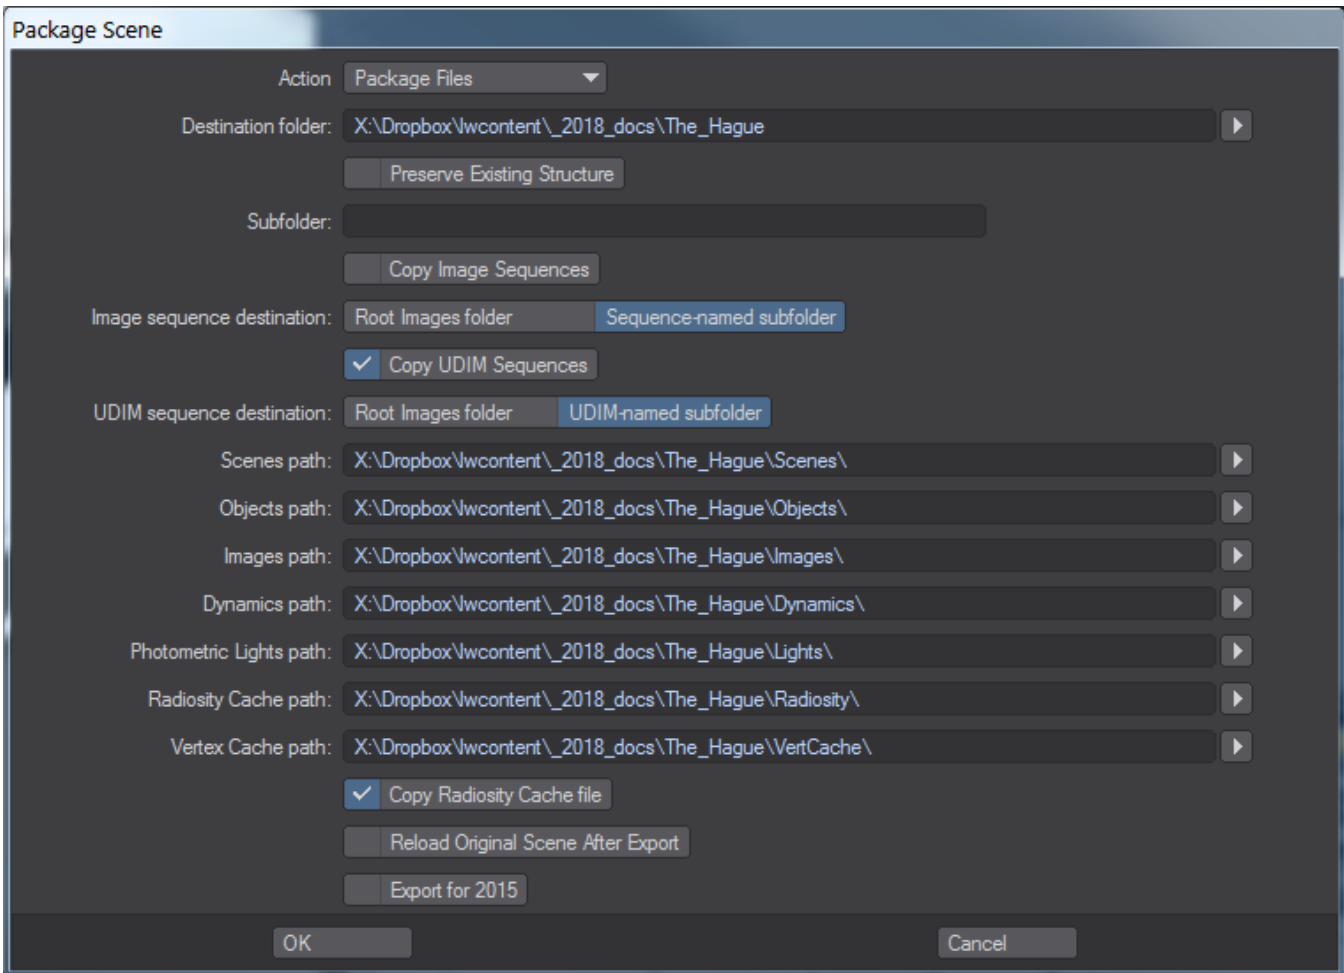 Package Scene
Action Package Files
Destination folder: X:\Dropbox\lwcontent\_2018_docs\The_Hague
Preserve Existing Structure
Subfolder:
Copy Image Sequences
Image sequence destination: Root Images folder Sequence-named subfolder
Copy UDIM Sequences
UDIM sequence destination: Root Images folder UDIM-named subfolder
Scenes path: X:\Dropbox\lwcontent\_2018_docs\The_Hague\Scenes\
Objects path: X:\Dropbox\lwcontent\_2018_docs\The_Hague\Objects\
Images path: X:\Dropbox\lwcontent\_2018_docs\The_Hague\Images\
Dynamics path: X:\Dropbox\lwcontent\_2018_docs\The_Hague\Dynamics\
Photometric Lights path: X:\Dropbox\lwcontent\_2018_docs\The_Hague\Lights\
Radiosity Cache path: X:\Dropbox\lwcontent\_2018_docs\The_Hague\Radiosity\
Vertex Cache path: X:\Dropbox\lwcontent\_2018_docs\The_Hague\VertCache\
Copy Radiosity Cache file
Reload Original Scene After Export
Export for 2015
OK Cancel